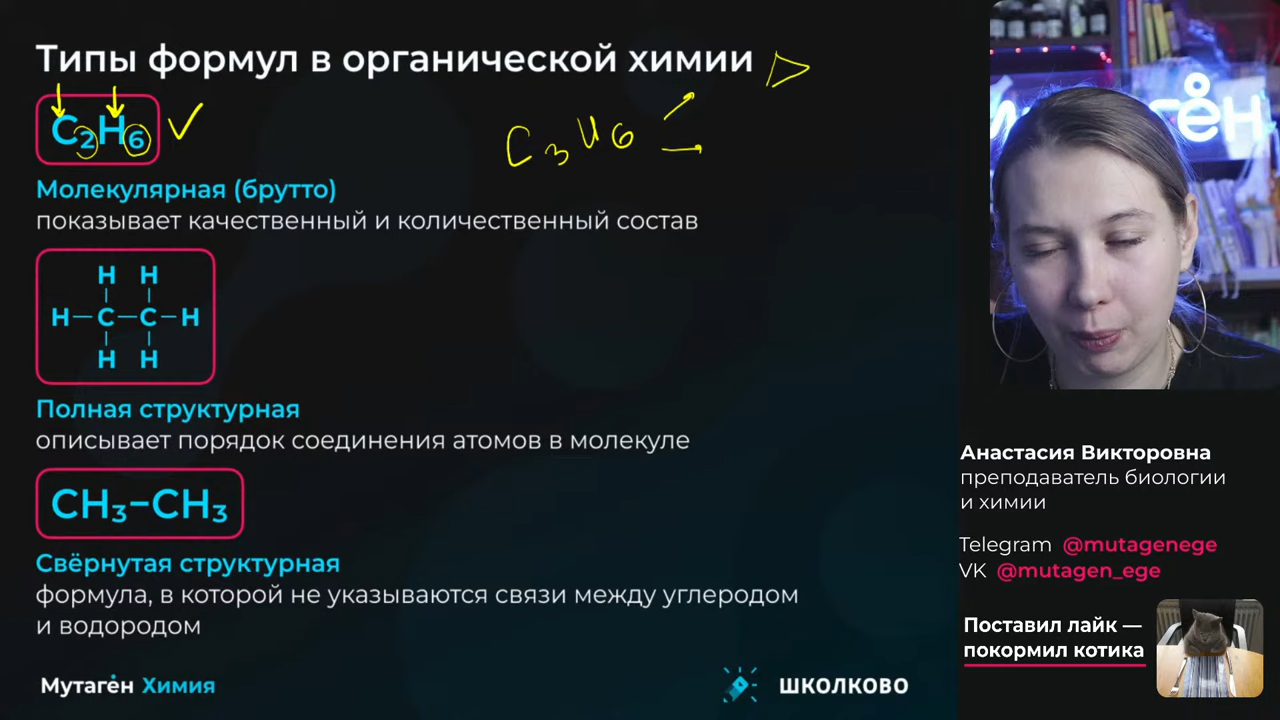 Типы формул в органической химии
C₂H₆
C₃H₆
Молекулярная (брутто)
показывает качественный и количественный состав
H H
H–C–C–H
H H
Полная структурная
описывает порядок соединения атомов в молекуле
CH₃–CH₃
Свёрнутая структурная
формула, в которой не указываются связи между углеродом
и водородом
Мутаген Химия
ШКОЛКОВО
Анастасия Викторовна
преподаватель биологии
и химии
Telegram @mutagenege
VK @mutagen_ege
Поставил лайк —
покормил котика